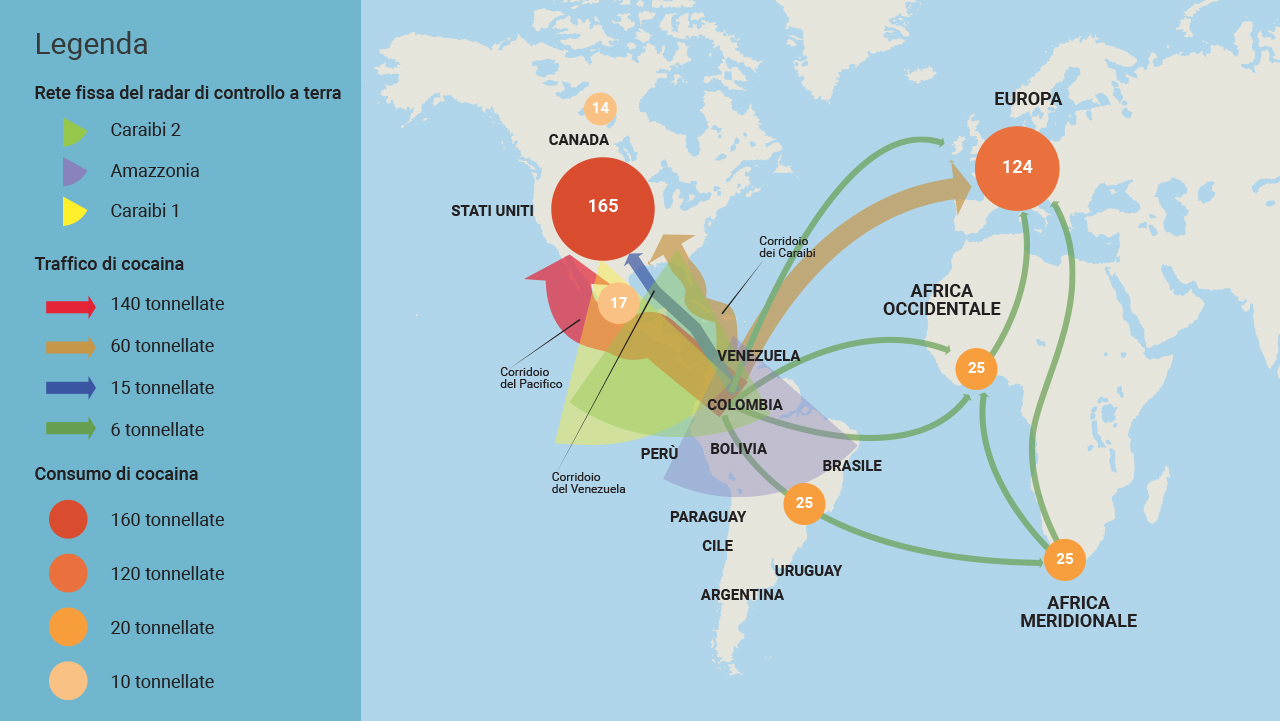 Legenda
Rete fissa del radar di controllo a terra
Caraibi 2
Amazzonia
Caraibi 1
Traffico di cocaina
140 tonnellate
60 tonnellate
15 tonnellate
6 tonnellate
Consumo di cocaina
160 tonnellate
120 tonnellate
20 tonnellate
10 tonnellate
14
CANADA
165
STATI UNITI
17
Corridoio
del Pacifico
Corridoio
dei Caraibi
Corridoio
del Venezuela
EUROPA
124
AFRICA
OCCIDENTALE
25
VENEZUELA
COLOMBIA
PERÙ
BOLIVIA
BRASILE
25
PARAGUAY
CILE
URUGUAY
ARGENTINA
25
AFRICA
MERIDIONALE